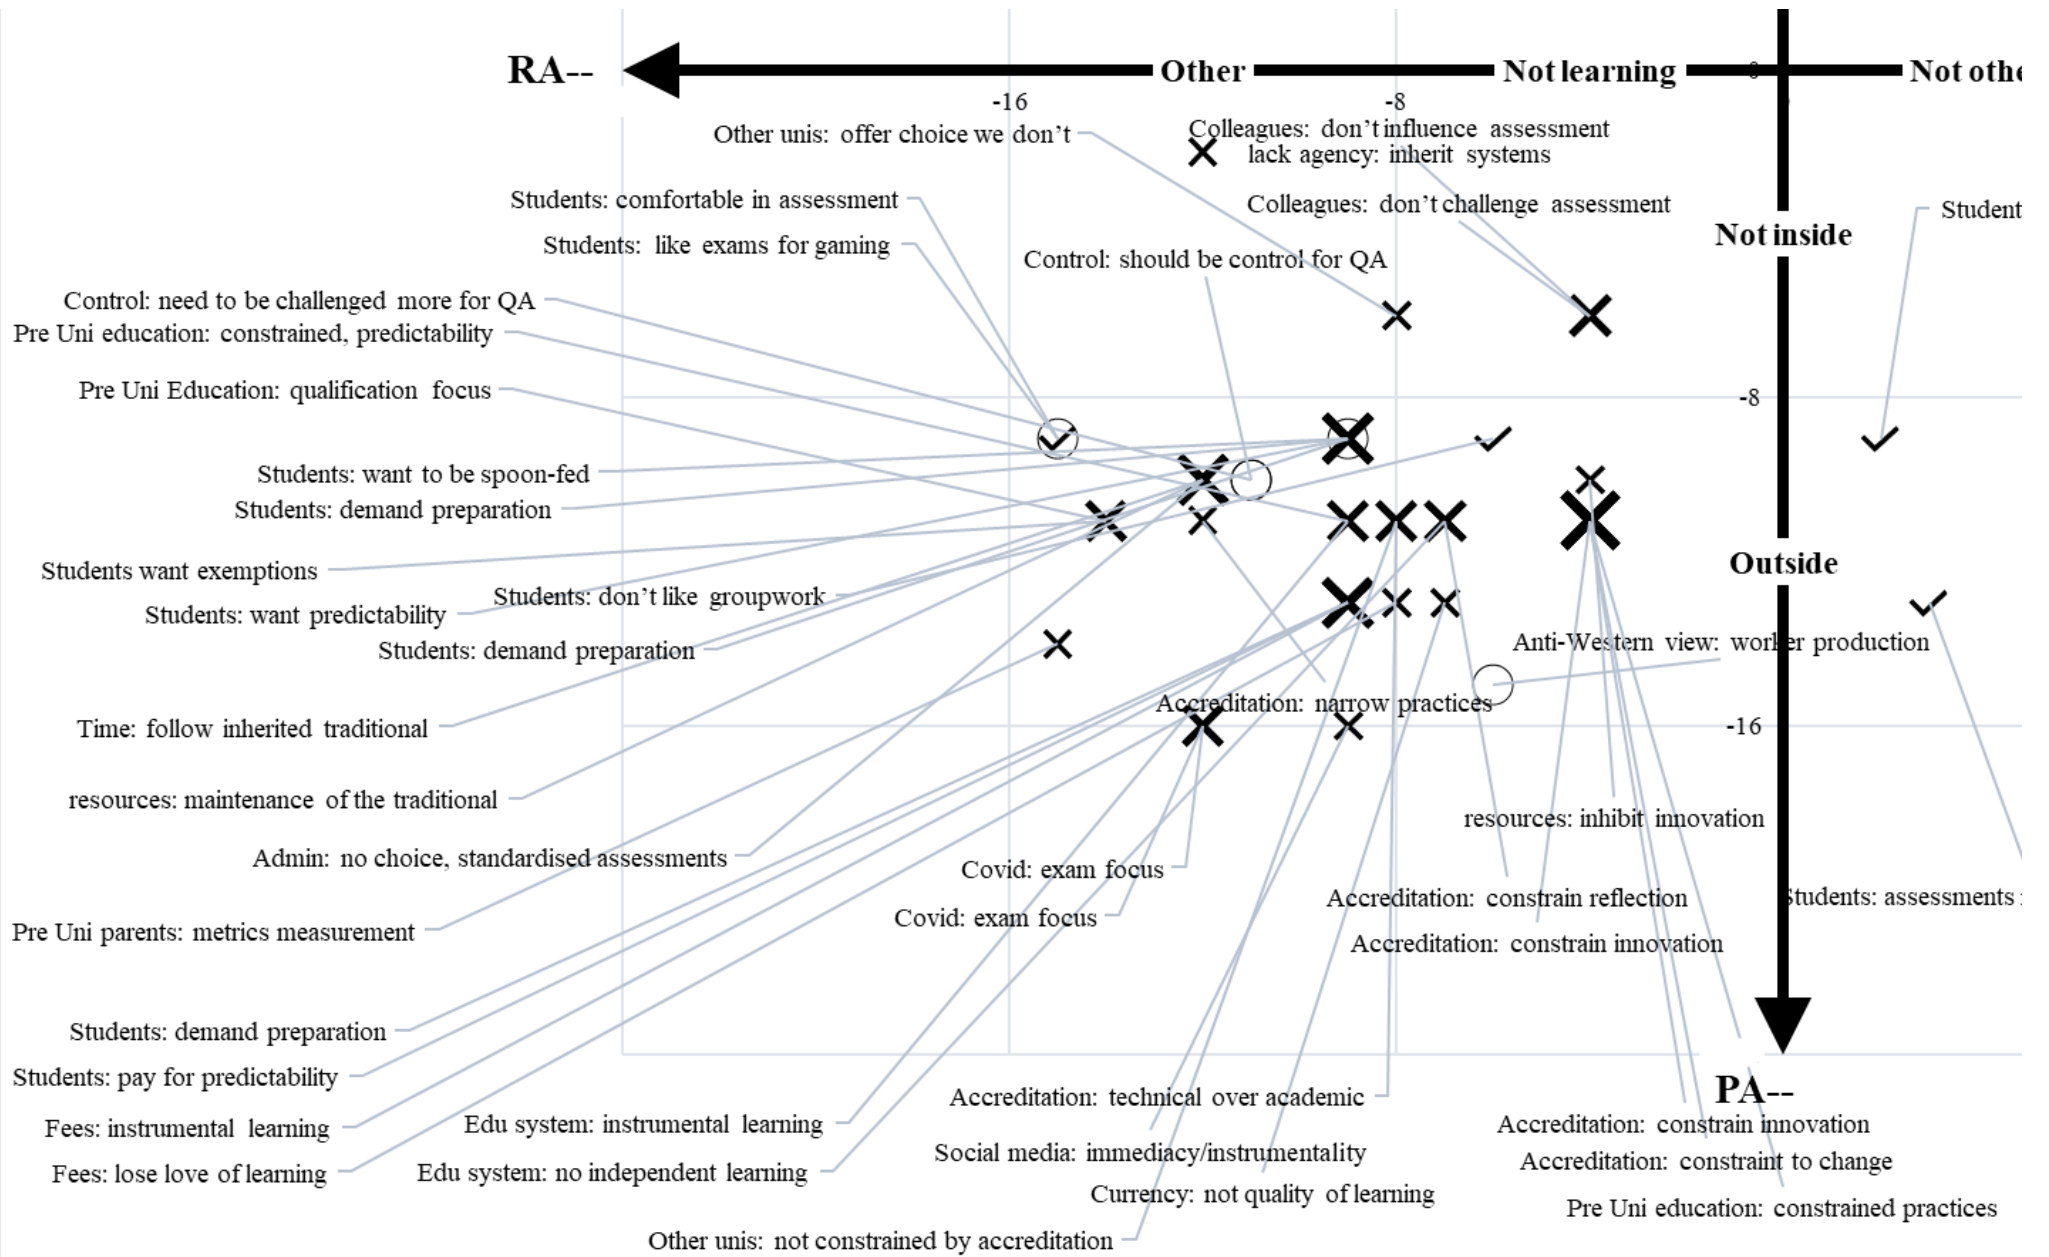 RA--
Other
Not learning
0
Not othe
-16
-8
Other unis: offer choice we don't
Colleagues: don't influence assessment
lack agency: inherit systems
Students: comfortable in assessment
Colleagues: don't challenge assessment
Student
Not inside
Students: like exams for gaming
Control: should be control for QA
Control: need to be challenged more for QA
Pre Uni education: constrained, predictability
Pre Uni Education: qualification focus
-8
Students: want to be spoon-fed
Students: demand preparation
Outside
Students want exemptions
Students: don't like groupwork
Students: want predictability
Students: demand preparation
Anti-Western view: worker production
Accreditation: narrow practices
Time: follow inherited traditional
-16
resources: maintenance of the traditional
resources: inhibit innovation
Admin: no choice, standardised assessments
Covid: exam focus
Accreditation: constrain reflection
Students: assessments
Covid: exam focus
Pre Uni parents: metrics measurement
Accreditation: constrain innovation
Students: demand preparation
Students: pay for predictability
PA--
Accreditation: technical over academic
Fees: instrumental learning
Edu system: instrumental learning
Accreditation: constrain innovation
Social media: immediacy/instrumentality
Accreditation: constraint to change
Fees: lose love of learning
Edu system: no independent learning
Currency: not quality of learning
Pre Uni education: constrained practices
Other unis: not constrained by accreditation